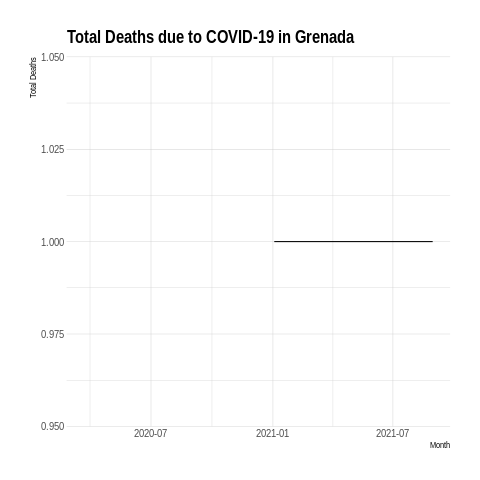 Total Deaths due to COVID-19 in Grenada
Total Deaths
1.050
1.025
1.000
0.975
0.950
2020-07 2021-01 2021-07
Month